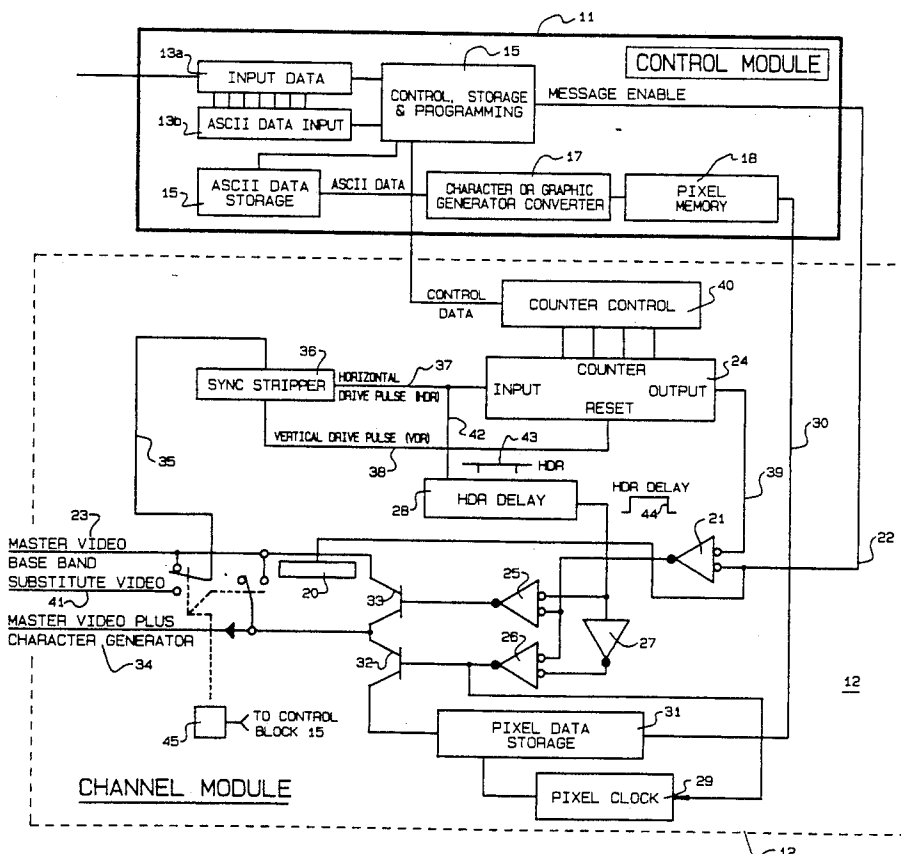 11
13a
INPUT DATA
15
CONTROL MODULE
CONTROL, STORAGE
& PROGRAMMING
MESSAGE ENABLE
13b
ASCII DATA INPUT
17
18
15
ASCII DATA
STORAGE
ASCII DATA
CHARACTER OR GRAPHIC
GENERATOR CONVERTER
PIXEL
MEMORY
CONTROL
DATA
COUNTER CONTROL
40
36
37
24
SYNC STRIPPER
HORIZONTAL
DRIVE PULSE (HDR)
COUNTER
INPUT
OUTPUT
RESET
30
42
43
VERTICAL DRIVE PULSE (VDR)
38
HDR
35
39
28
HDR DELAY
HDR DELAY
44
21
22
23
MASTER VIDEO
BASE BAND
SUBSTITUTE VIDEO
41
20
33
25
MASTER VIDEO PLUS
CHARACTER GENERATOR
34
32
26
27
12
45
TO CONTROL
BLOCK 15
31
PIXEL DATA
STORAGE
CHANNEL MODULE
PIXEL CLOCK
29
12